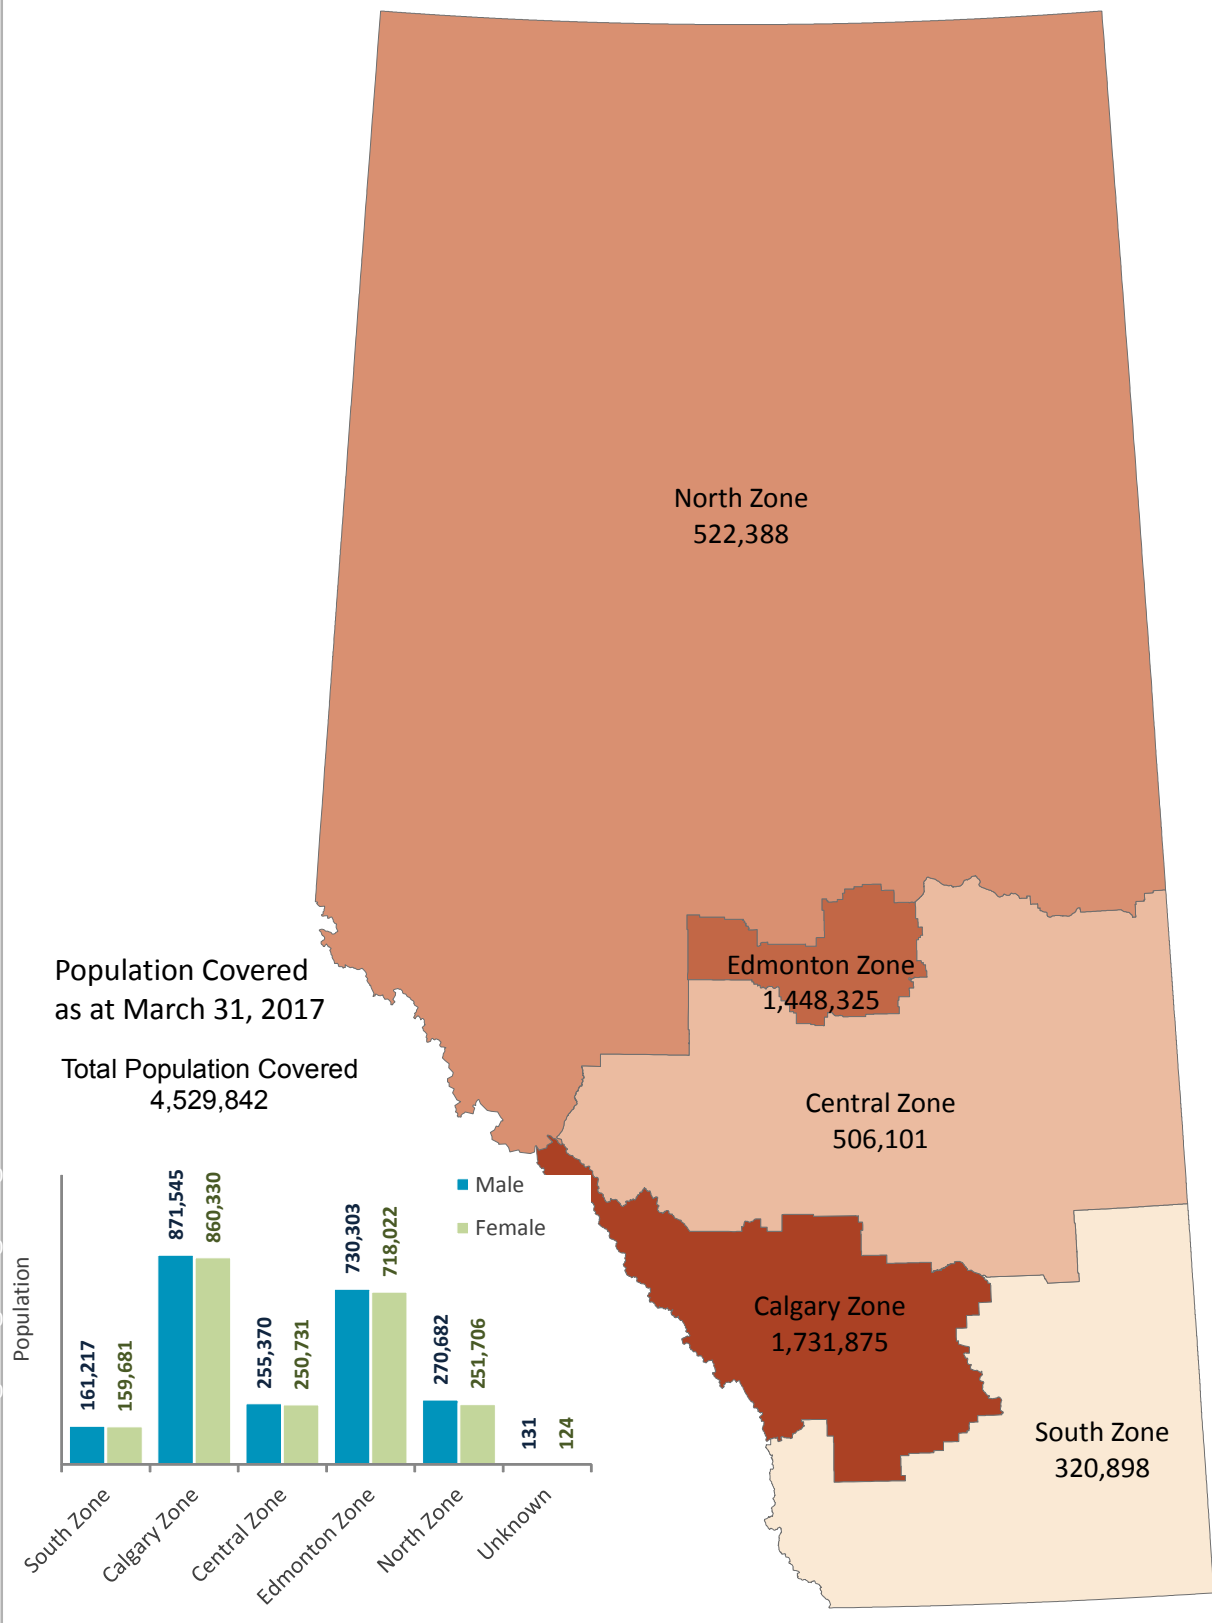 North Zone
522,388
Edmonton Zone
1,448,325
Population Covered
as at March 31, 2017
Total Population Covered
4,529,842
Central Zone
506,101
Calgary Zone
1,731,875
South Zone
320,898
Male
Female
Population
161,217
159,681
871,545
860,330
255,370
250,731
730,303
718,022
270,682
251,706
131
124
South Zone
Calgary Zone
Central Zone
Edmonton Zone
North Zone
Unknown